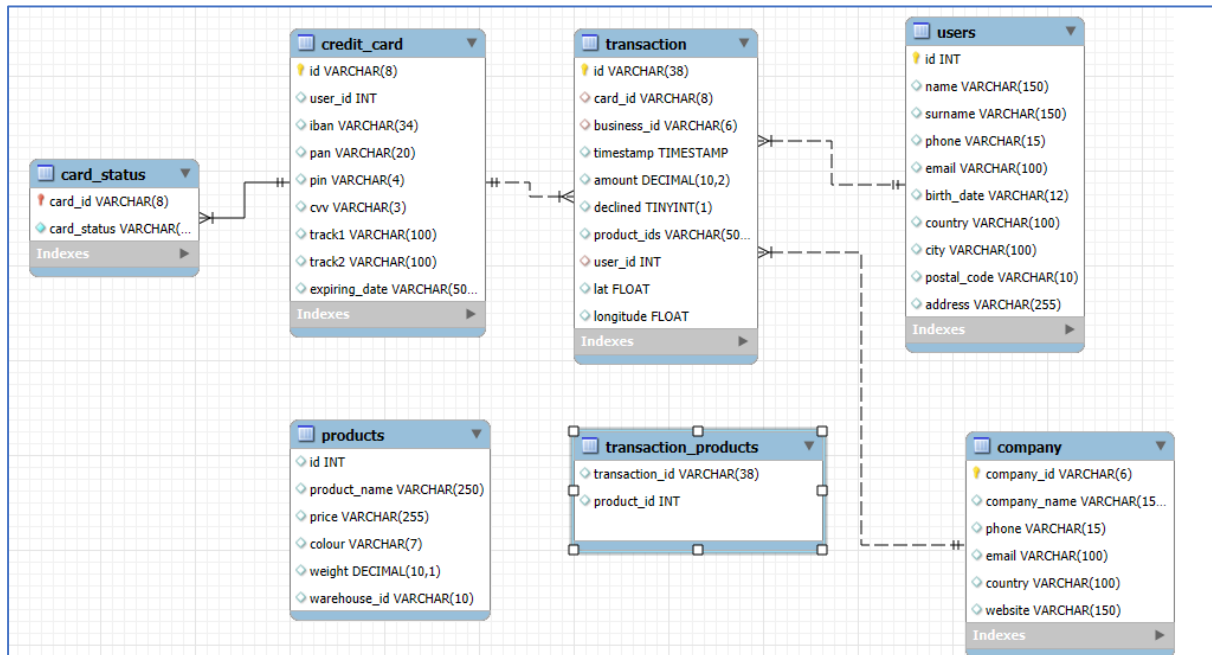 credit_card
id VARCHAR(8)
user_id INT
iban VARCHAR(34)
pan VARCHAR(20)
pin VARCHAR(4)
cvv VARCHAR(3)
track1 VARCHAR(100)
track2 VARCHAR(100)
expiring_date VARCHAR(50...
Indexes
transaction
id VARCHAR(38)
card_id VARCHAR(8)
business_id VARCHAR(6)
timestamp TIMESTAMP
amount DECIMAL(10,2)
declined TINYINT(1)
product_ids VARCHAR(50...
user_id INT
lat FLOAT
longitude FLOAT
Indexes
users
id INT
name VARCHAR(150)
surname VARCHAR(150)
phone VARCHAR(15)
email VARCHAR(100)
birth_date VARCHAR(12)
country VARCHAR(100)
city VARCHAR(100)
postal_code VARCHAR(10)
address VARCHAR(255)
Indexes
card_status
card_id VARCHAR(8)
card_status VARCHAR(...
Indexes
products
id INT
product_name VARCHAR(250)
price VARCHAR(255)
colour VARCHAR(7)
weight DECIMAL(10,1)
warehouse_id VARCHAR(10)
transaction_products
transaction_id VARCHAR(38)
product_id INT
company
company_id VARCHAR(6)
company_name VARCHAR(15...
phone VARCHAR(15)
email VARCHAR(100)
country VARCHAR(100)
website VARCHAR(150)
Indexes